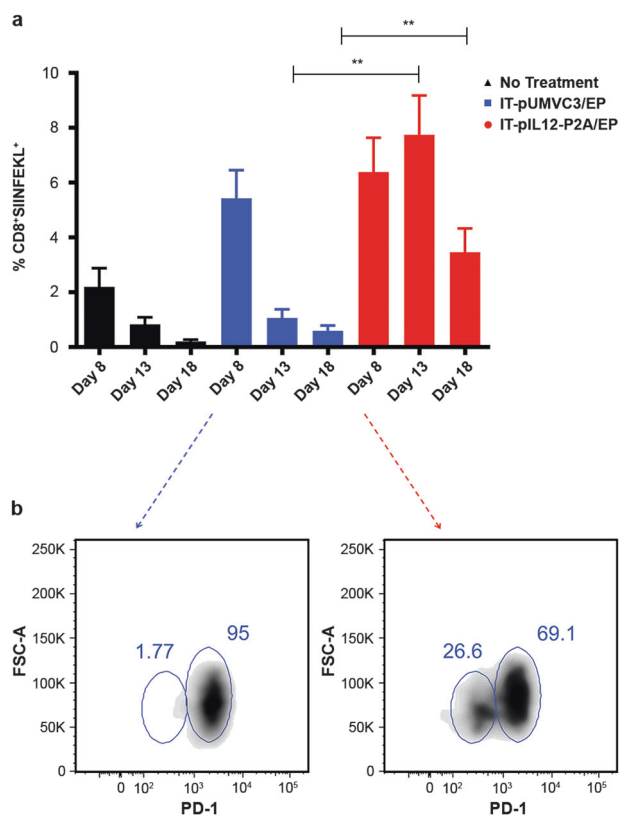 a
**
**
▲ No Treatment
■ IT-pUMVC3/EP
● IT-pIL12-P2A/EP
% CD8⁺SIINFEKL⁺
10
8
6
4
2
0
Day 8
Day 13
Day 18
Day 8
Day 13
Day 18
Day 8
Day 13
Day 18
b
250K
200K
150K
100K
50K
0
FSC-A
1.77
95
0 10² 10³ 10⁴ 10⁵
PD-1
250K
200K
150K
100K
50K
0
FSC-A
26.6
69.1
0 10² 10³ 10⁴ 10⁵
PD-1